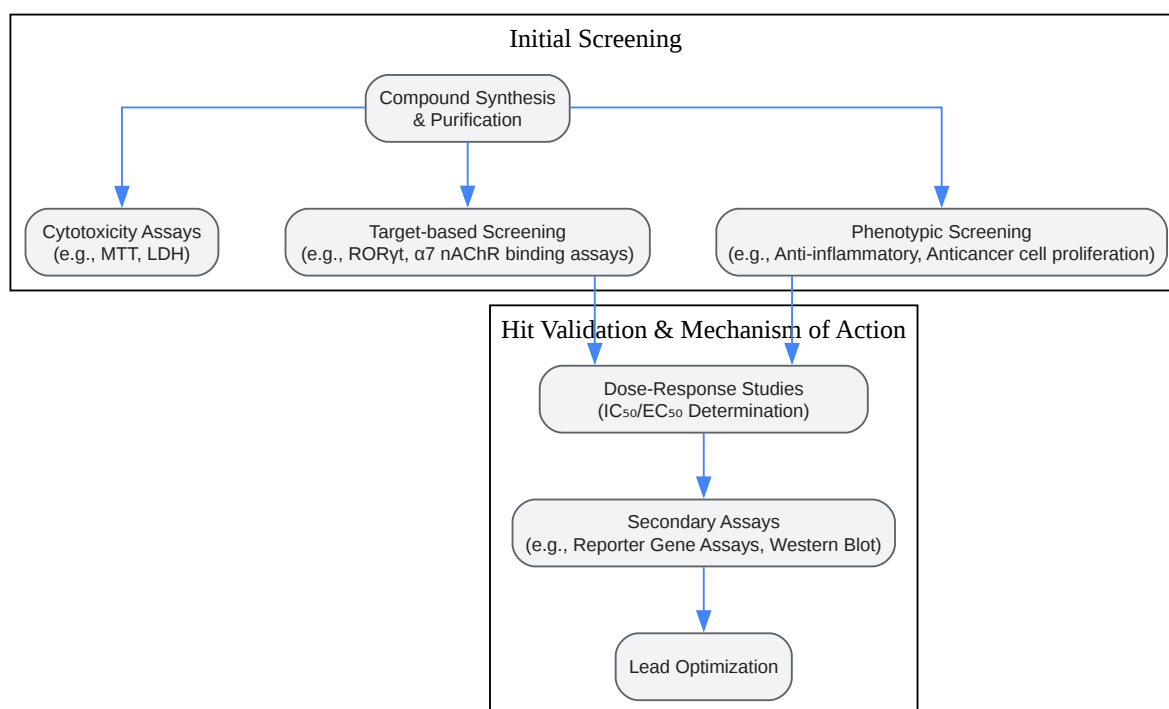 Initial Screening
Compound Synthesis
& Purification
Cytotoxicity Assays
(e.g., MTT, LDH)
Target-based Screening
(e.g., RORγt, α7 nAChR binding assays)
Phenotypic Screening
(e.g., Anti-inflammatory, Anticancer cell proliferation)
Hit Validation & Mechanism of Action
Dose-Response Studies
(IC₅₀/EC₅₀ Determination)
Secondary Assays
(e.g., Reporter Gene Assays, Western Blot)
Lead Optimization